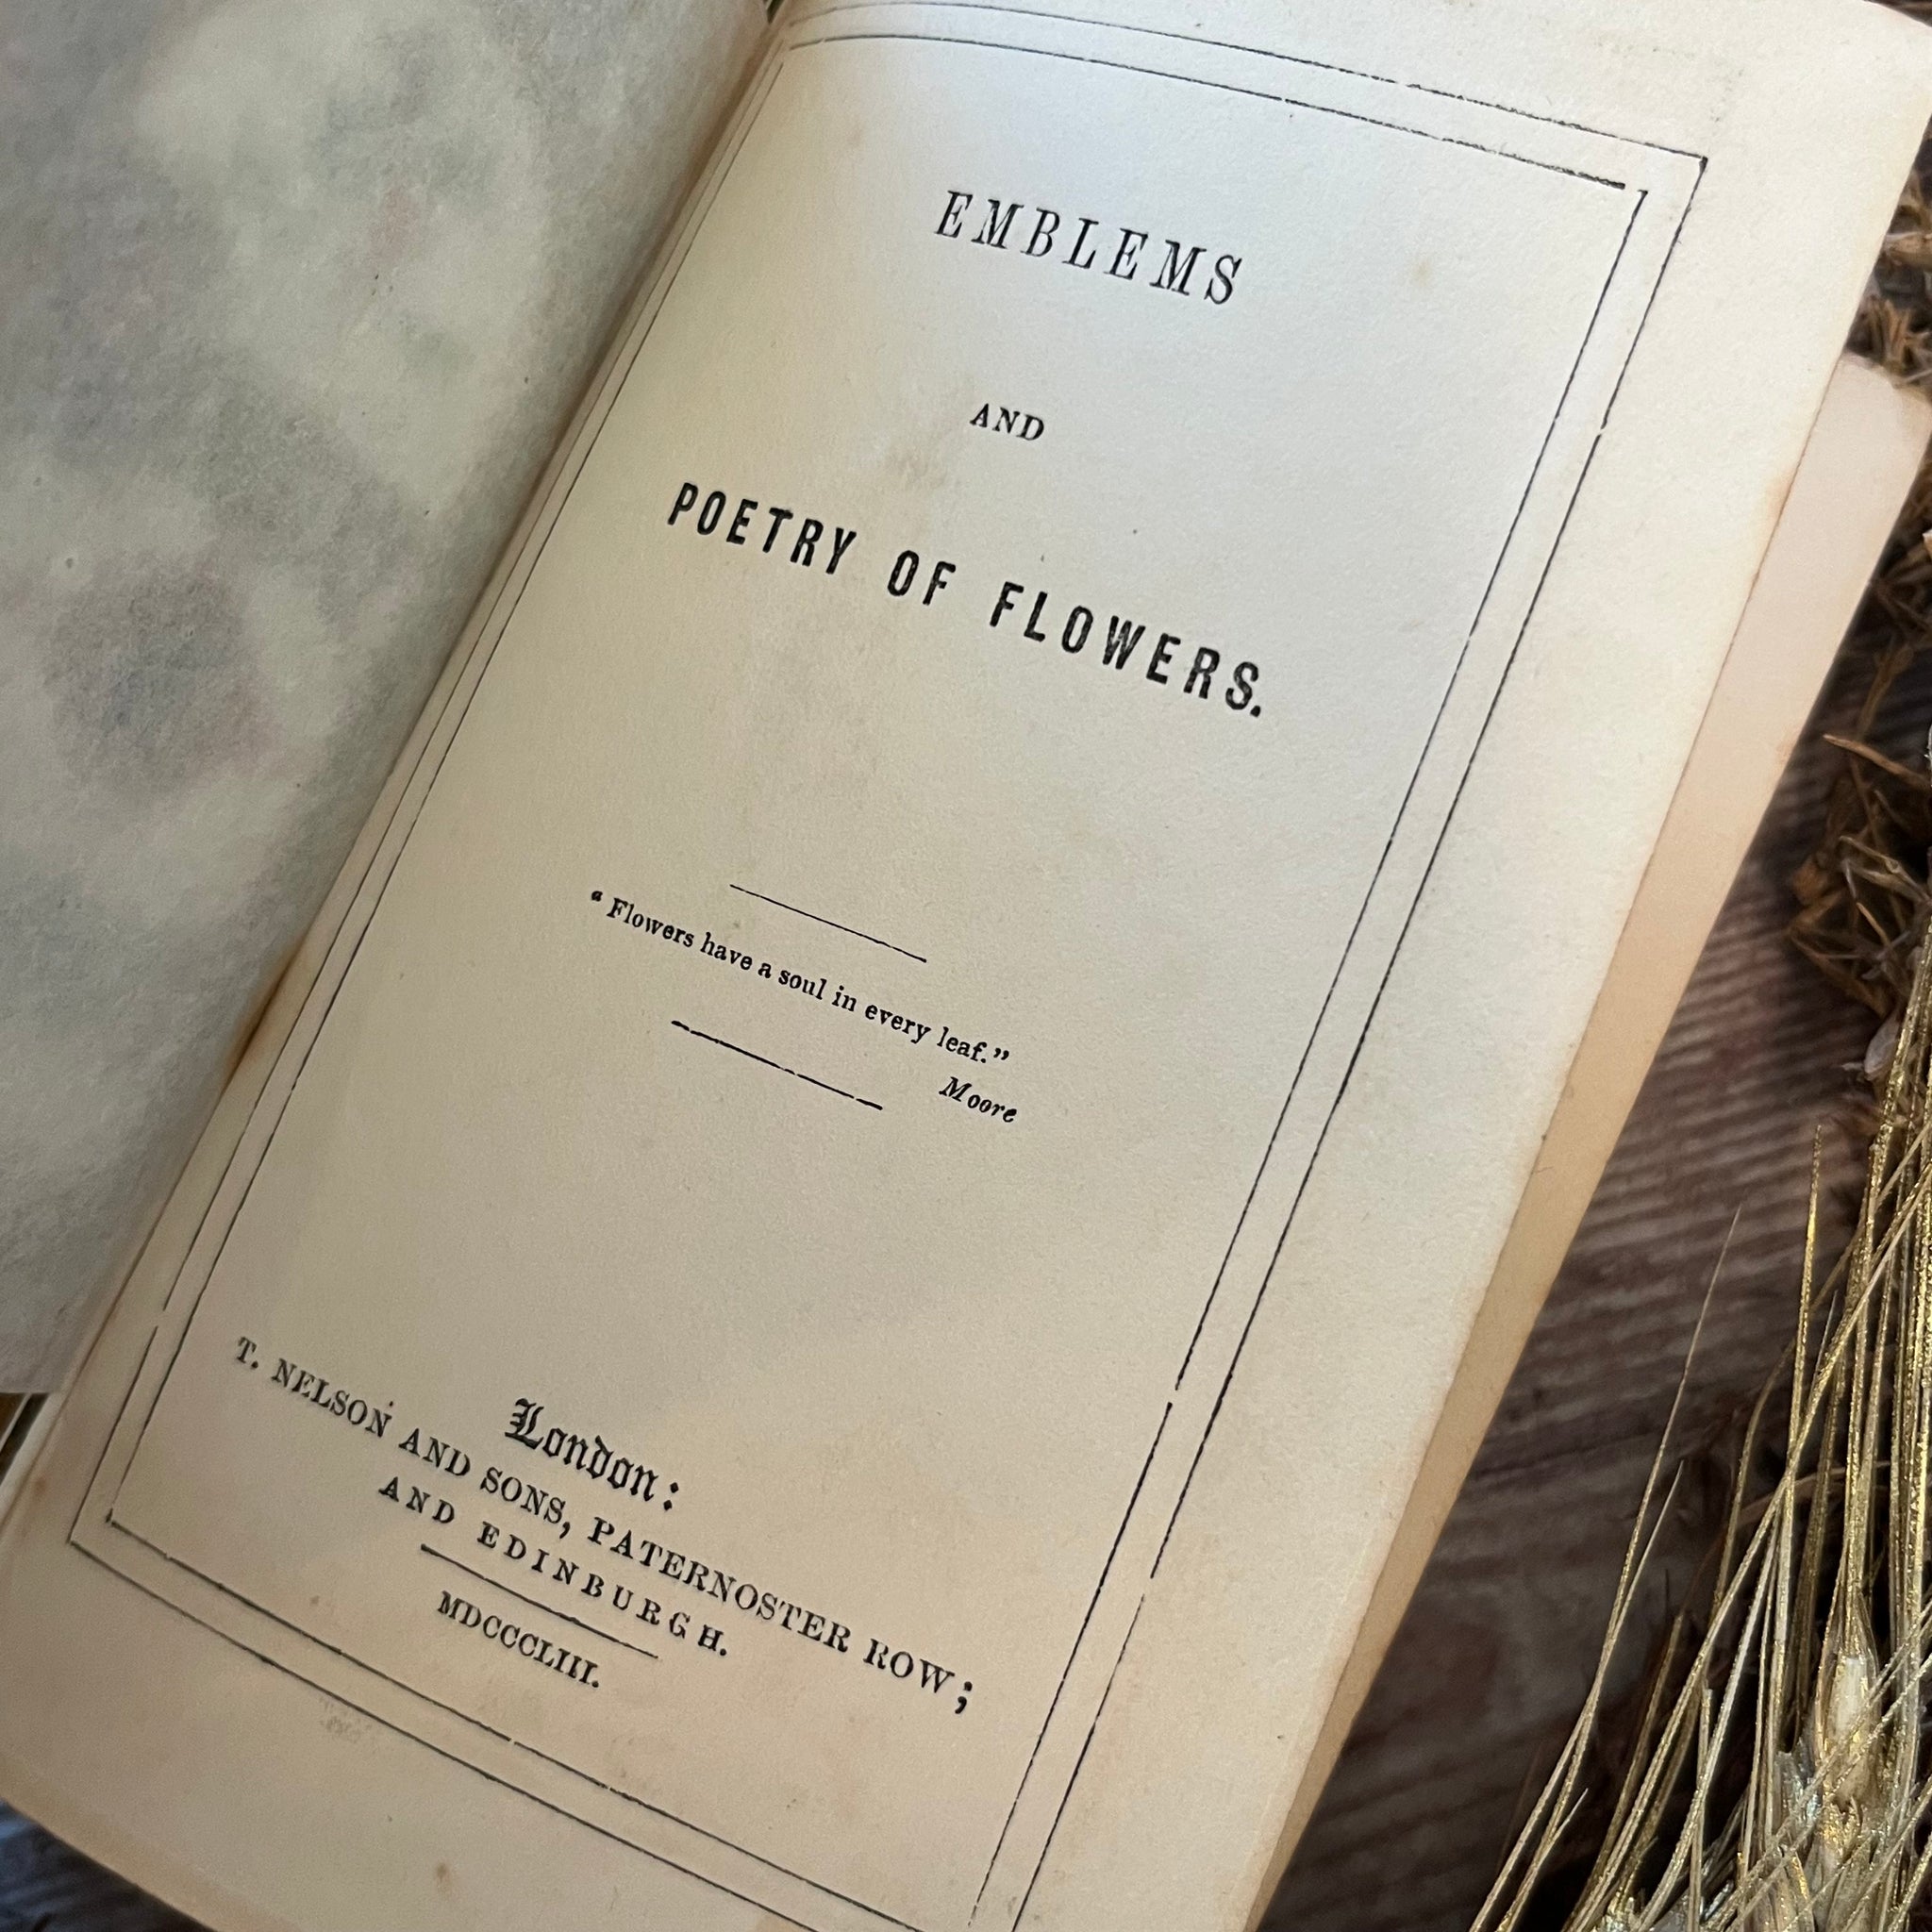 EMBLEMS
AND
POETRY OF FLOWERS.
“Flowers have a soul in every leaf.”
Moore
London:
T. NELSON AND SONS, PATERNOSTER ROW;
AND EDINBURGH.
MDCCCLIII.